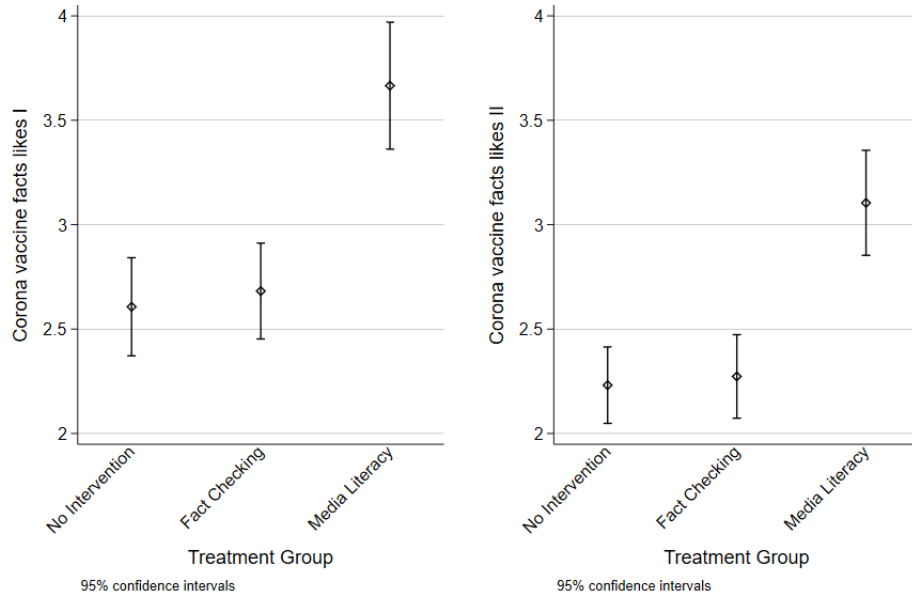 Corona vaccine facts likes I
4
3.5
3
2.5
2
No Intervention
Fact Checking
Media Literacy
Treatment Group
95% confidence intervals
Corona vaccine facts likes II
4
3.5
3
2.5
2
No Intervention
Fact Checking
Media Literacy
Treatment Group
95% confidence intervals